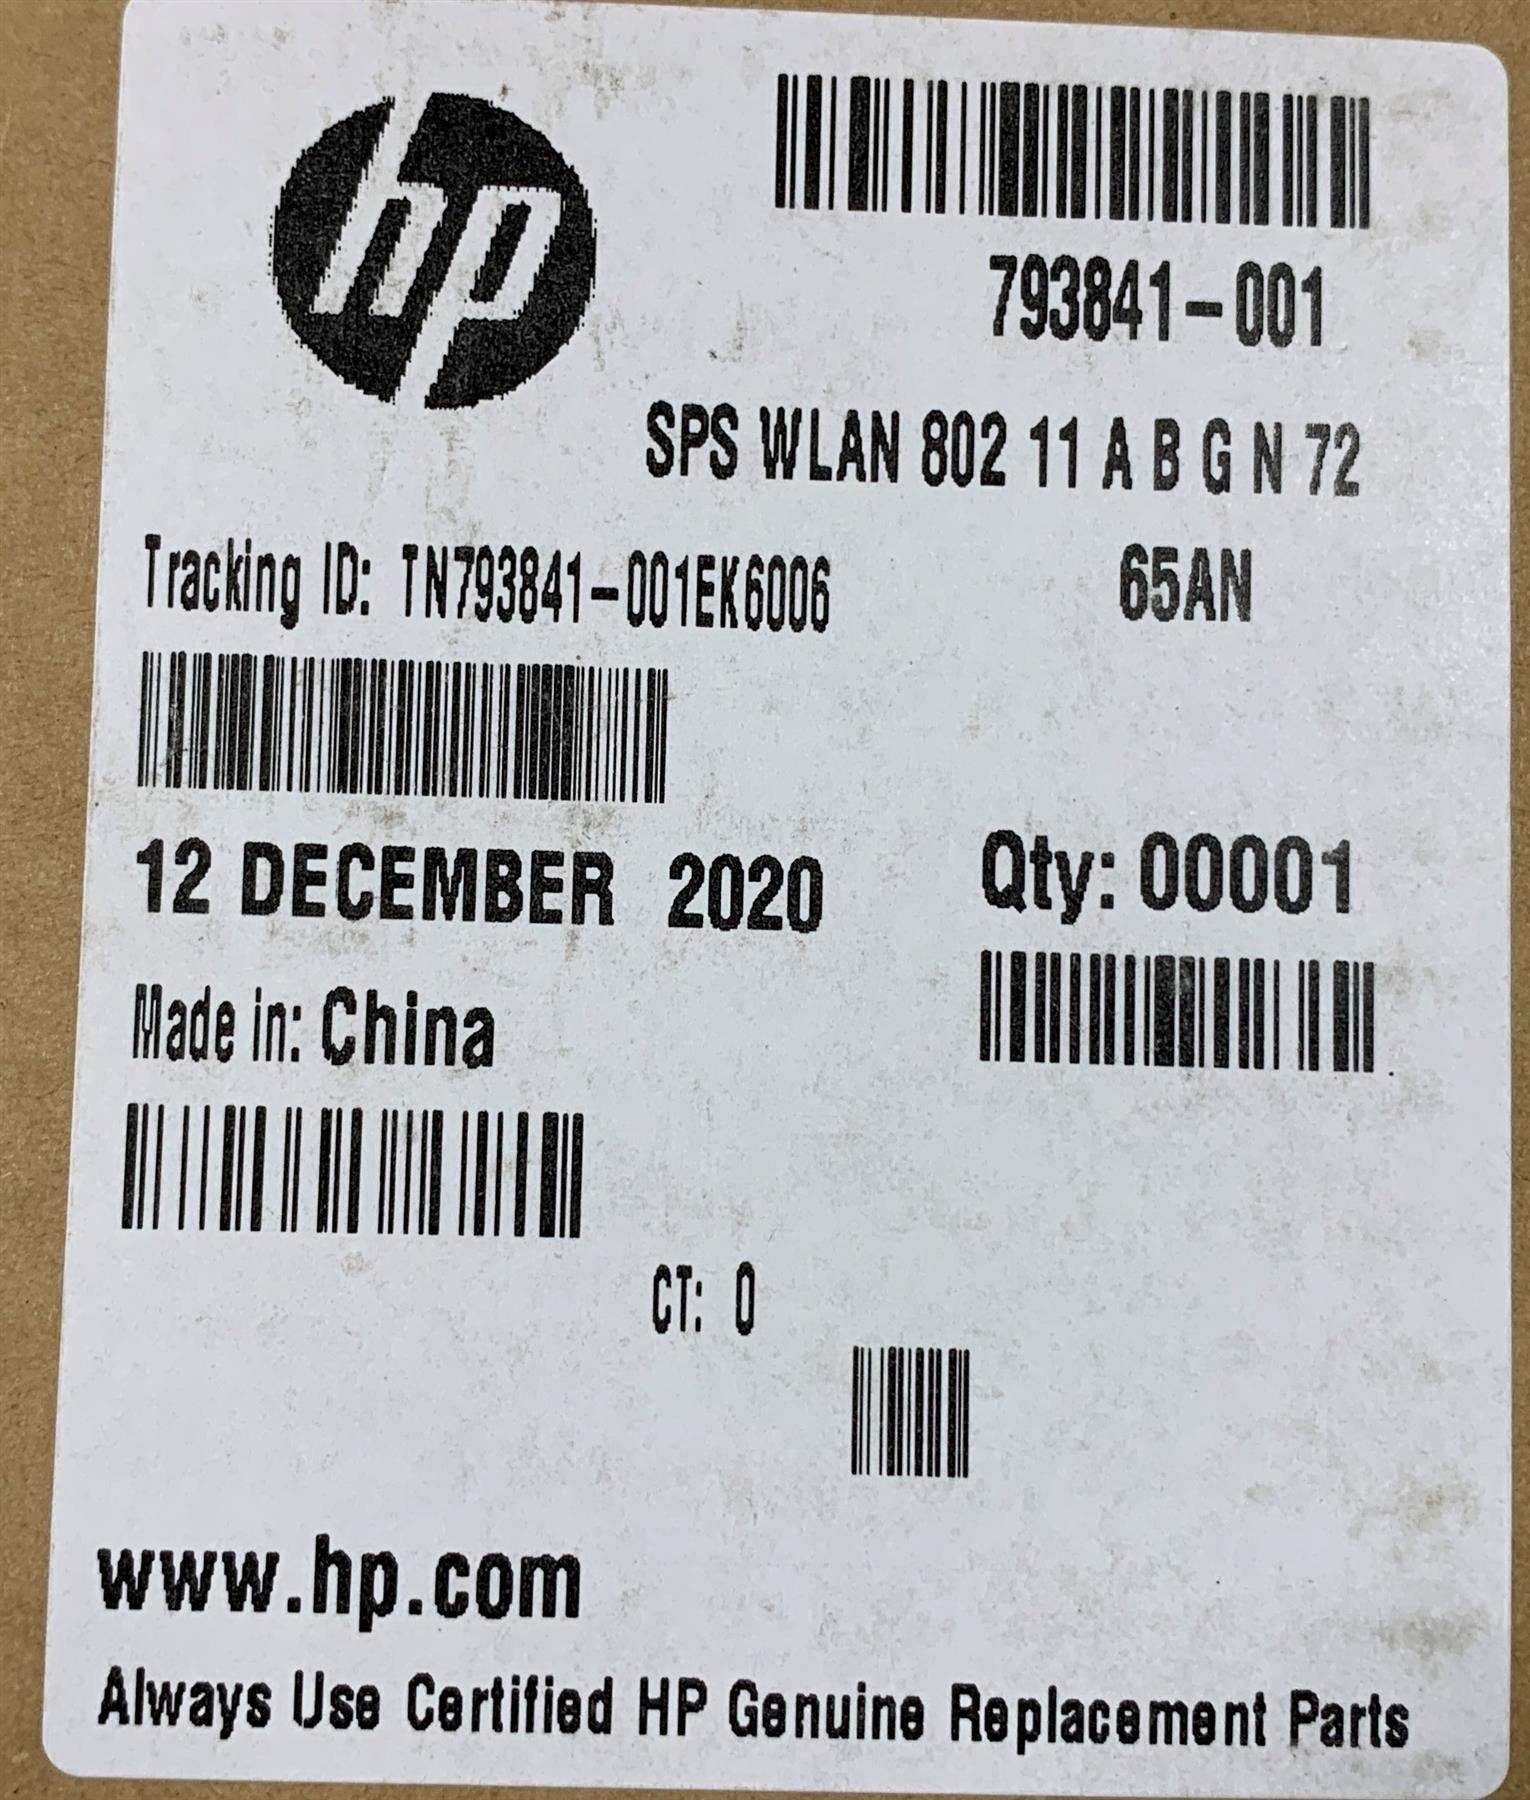 hp
793841-001
SPS WLAN 802 11 A B G N 72
65AN
Tracking ID: TN793841-001EK6006
12 DECEMBER 2020
Qty: 00001
Made in: China
CT: 0
www.hp.com
Always Use Certified HP Genuine Replacement Parts